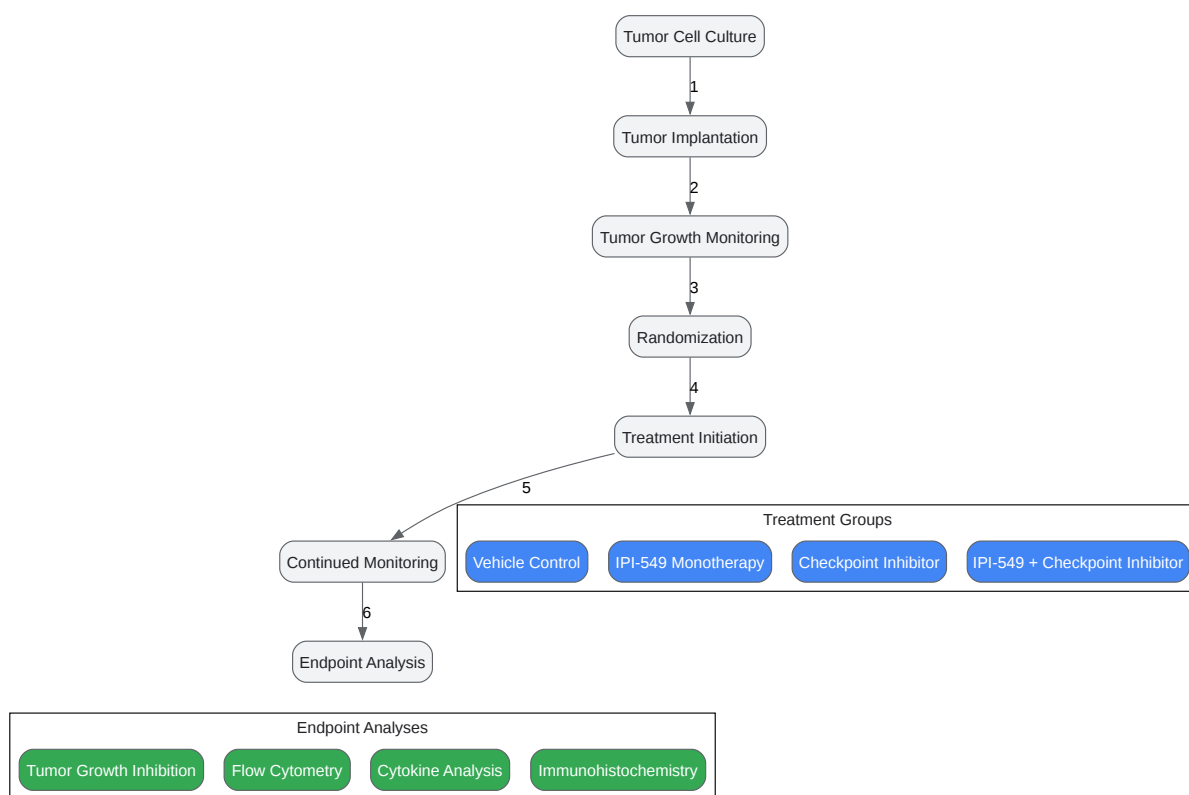 Tumor Cell Culture
1
Tumor Implantation
2
Tumor Growth Monitoring
3
Randomization
4
Treatment Initiation
5
Treatment Groups
Vehicle Control
IPI-549 Monotherapy
Checkpoint Inhibitor
IPI-549 + Checkpoint Inhibitor
Continued Monitoring
6
Endpoint Analysis
Endpoint Analyses
Tumor Growth Inhibition
Flow Cytometry
Cytokine Analysis
Immunohistochemistry